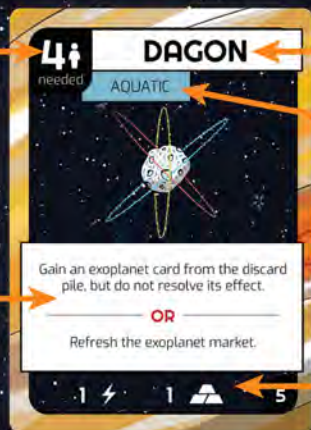 4
DAGON
needed
AQUATIC
Gain an exoplanet card from the discard
pile, but do not resolve its effect.
OR
Refresh the exoplanet market.
1 1 5